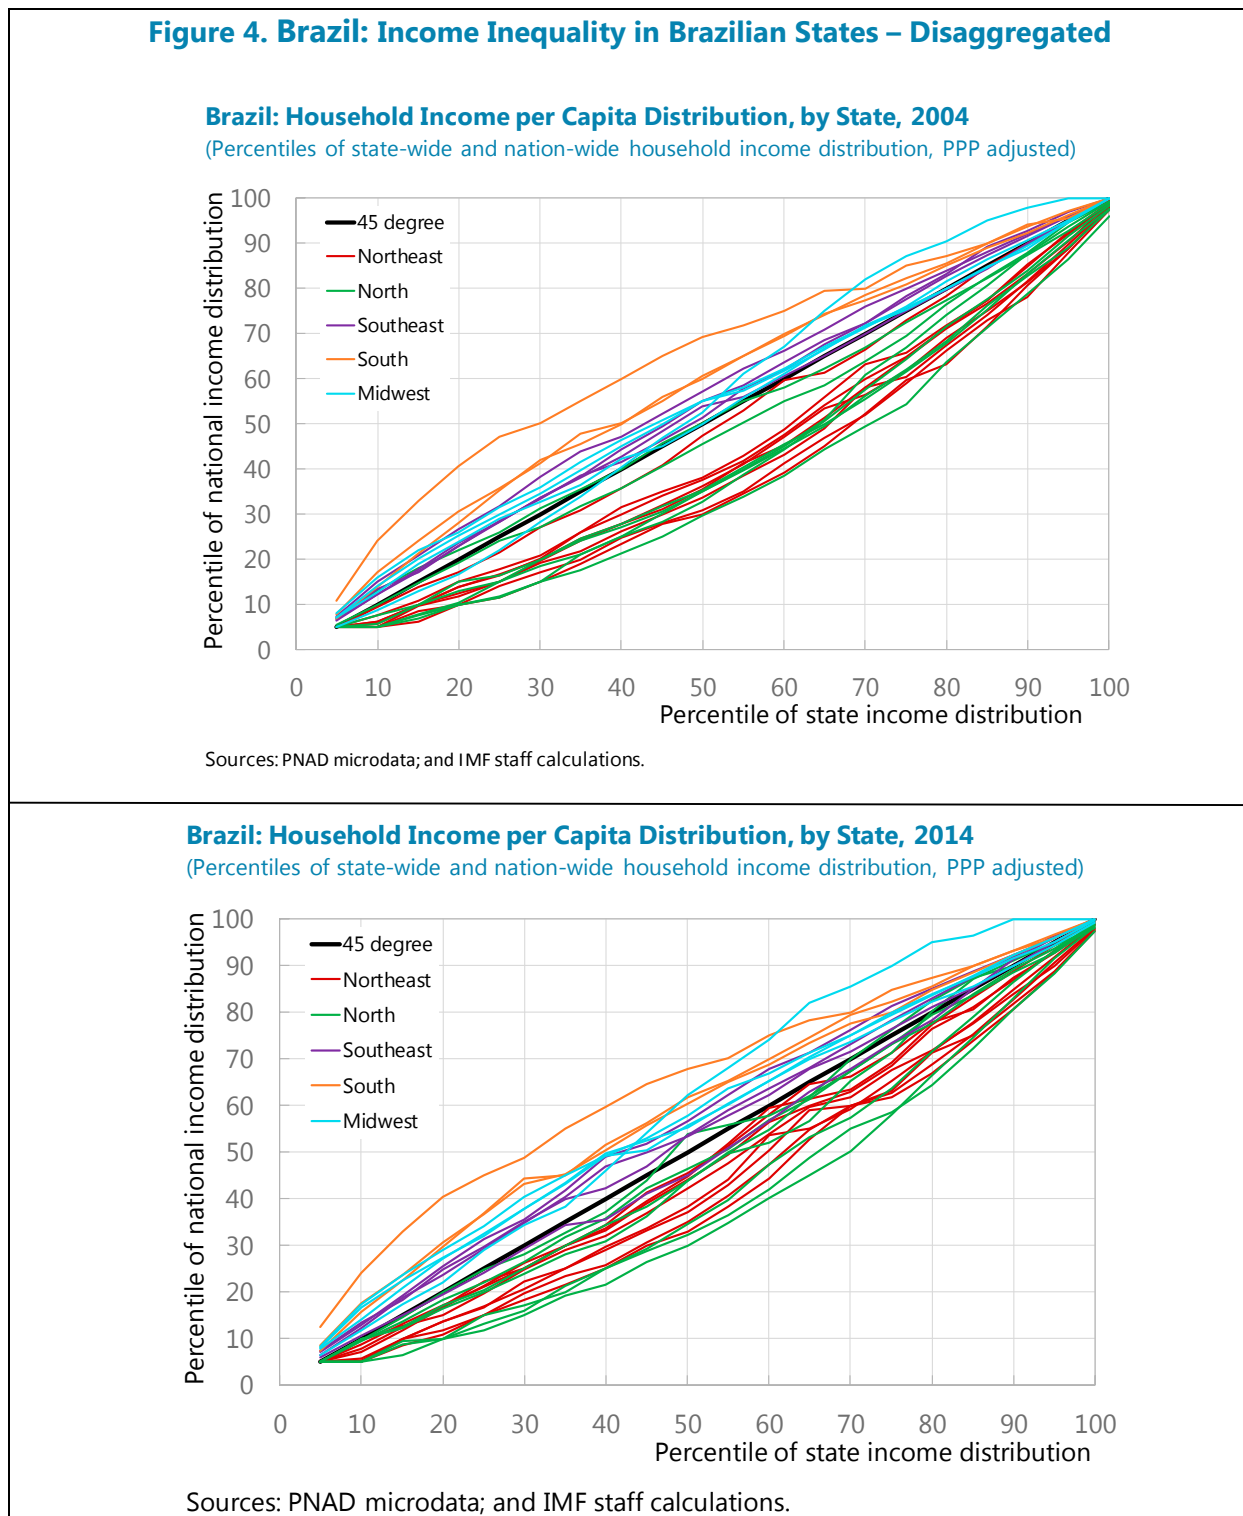 Figure 4. Brazil: Income Inequality in Brazilian States – Disaggregated
Brazil: Household Income per Capita Distribution, by State, 2004
(Percentiles of state-wide and nation-wide household income distribution, PPP adjusted)
Percentile of national income distribution
100
90
80
70
60
50
40
30
20
10
0
45 degree
Northeast
North
Southeast
South
Midwest
0 10 20 30 40 50 60 70 80 90 100
Percentile of state income distribution
Sources: PNAD microdata; and IMF staff calculations.
Brazil: Household Income per Capita Distribution, by State, 2014
(Percentiles of state-wide and nation-wide household income distribution, PPP adjusted)
Percentile of national income distribution
100
90
80
70
60
50
40
30
20
10
0
45 degree
Northeast
North
Southeast
South
Midwest
0 10 20 30 40 50 60 70 80 90 100
Percentile of state income distribution
Sources: PNAD microdata; and IMF staff calculations.